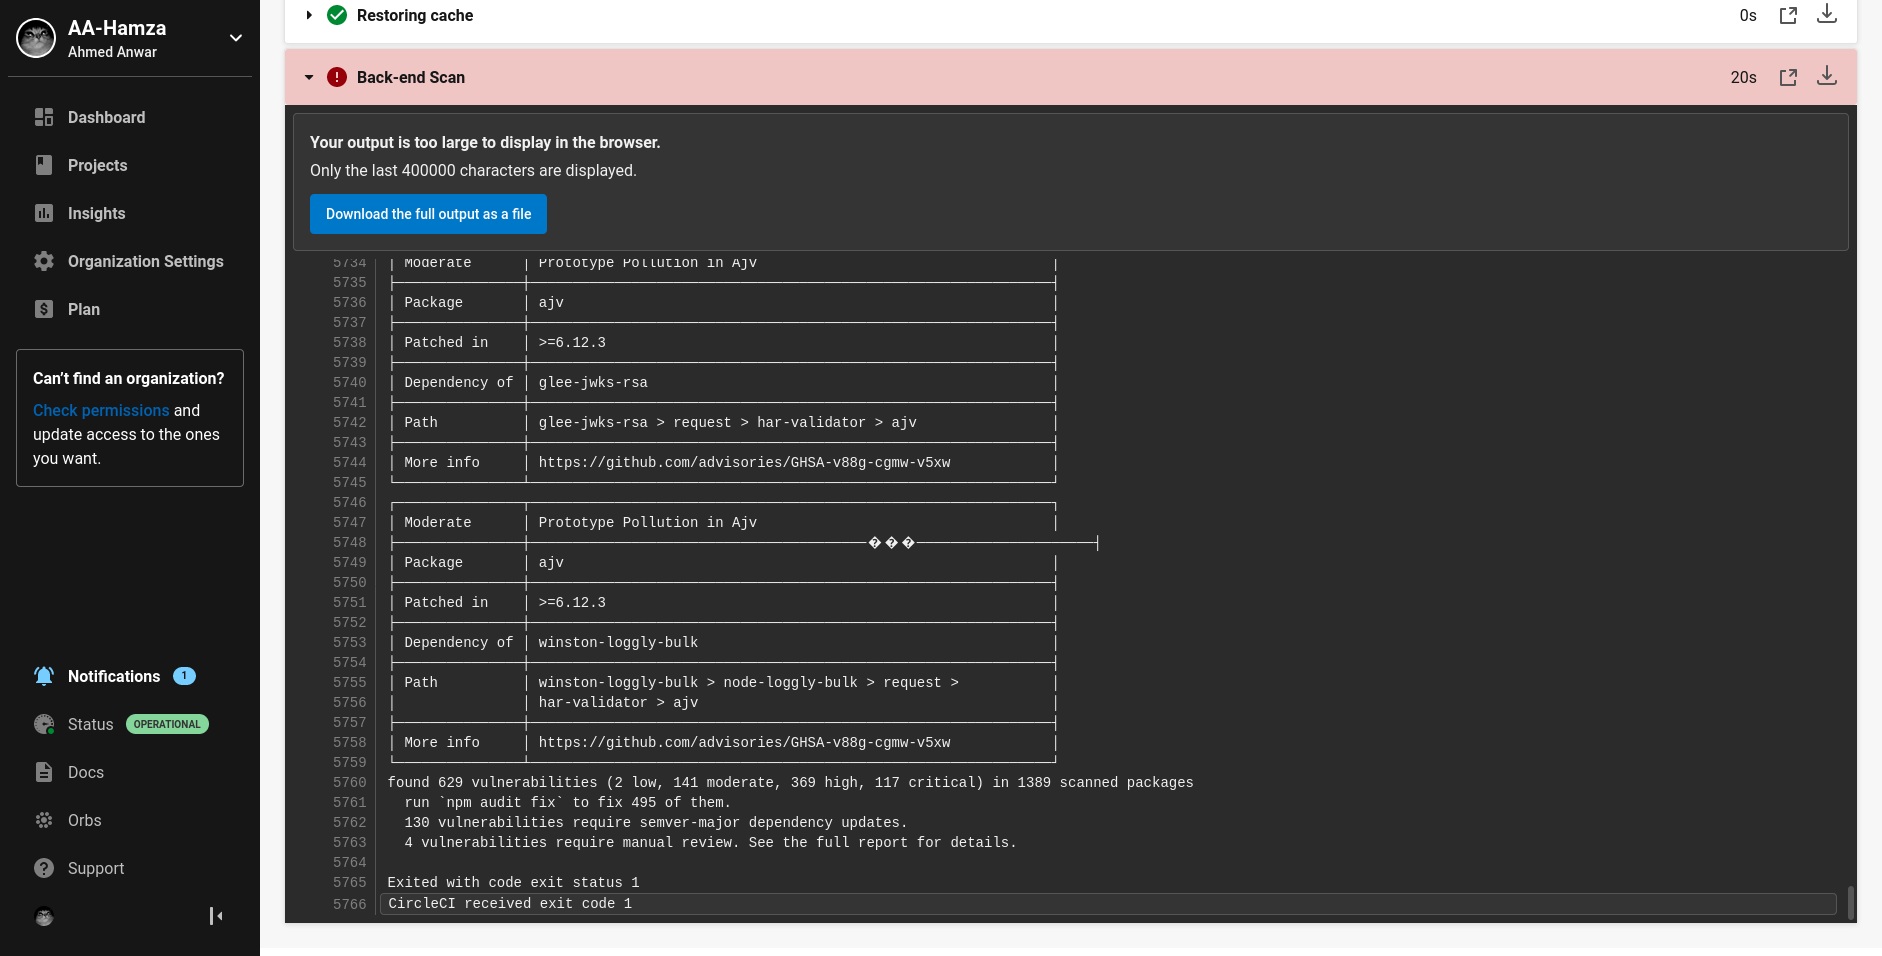 AA-Hamza
Ahmed Anwar
Dashboard
Projects
Insights
Organization Settings
Plan
Can't find an organization?
Check permissions and
update access to the ones
you want.
Notifications 1
Status OPERATIONAL
Docs
Orbs
Support
Restoring cache 0s
Back-end Scan 20s
Your output is too large to display in the browser.
Only the last 400000 characters are displayed.
Download the full output as a file
5734 │ Moderate │ Prototype Pollution in Ajv │
5735
5736 │ Package │ ajv │
5737
5738 │ Patched in │ >=6.12.3 │
5739
5740 │ Dependency of │ glee-jwks-rsa │
5741
5742 │ Path │ glee-jwks-rsa > request > har-validator > ajv │
5743
5744 │ More info │ https://github.com/advisories/GHSA-v88g-cgmw-v5xw │
5745
5746
5747 │ Moderate │ Prototype Pollution in Ajv │
5748 ���
5749 │ Package │ ajv │
5750
5751 │ Patched in │ >=6.12.3 │
5752
5753 │ Dependency of │ winston-loggly-bulk │
5754
5755 │ Path │ winston-loggly-bulk > node-loggly-bulk > request > │
5756 │ │ har-validator > ajv │
5757
5758 │ More info │ https://github.com/advisories/GHSA-v88g-cgmw-v5xw │
5759
5760 found 629 vulnerabilities (2 low, 141 moderate, 369 high, 117 critical) in 1389 scanned packages
5761 run `npm audit fix` to fix 495 of them.
5762 130 vulnerabilities require semver-major dependency updates.
5763 4 vulnerabilities require manual review. See the full report for details.
5764
5765 Exited with code exit status 1
5766 CircleCI received exit code 1